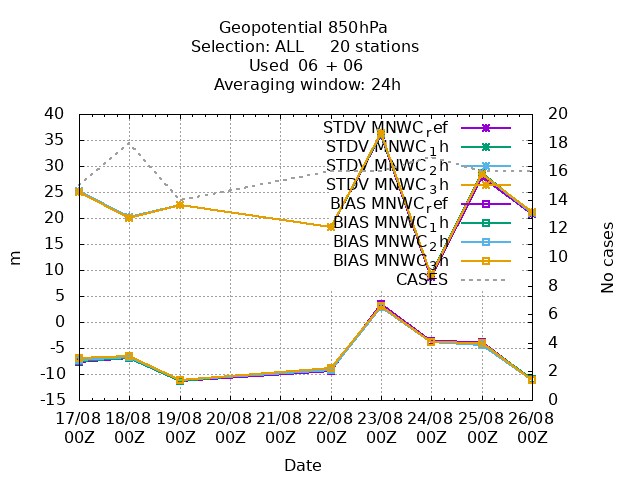 Geopotential 850hPa
Selection: ALL     20 stations
Used  06 + 06
Averaging window: 24h
40
35
30
25
20
15
10
5
0
-5
-10
-15
m
20
18
16
14
12
10
8
6
4
2
0
No cases
STDV MNWC_ref
STDV MNWC_1h
STDV MNWC_2h
STDV MNWC_3h
BIAS MNWC_ref
BIAS MNWC_1h
BIAS MNWC_2h
BIAS MNWC_3h
CASES
17/08 18/08 19/08 20/08 21/08 22/08 23/08 24/08 25/08 26/08
00Z 00Z 00Z 00Z 00Z 00Z 00Z 00Z 00Z 00Z
Date